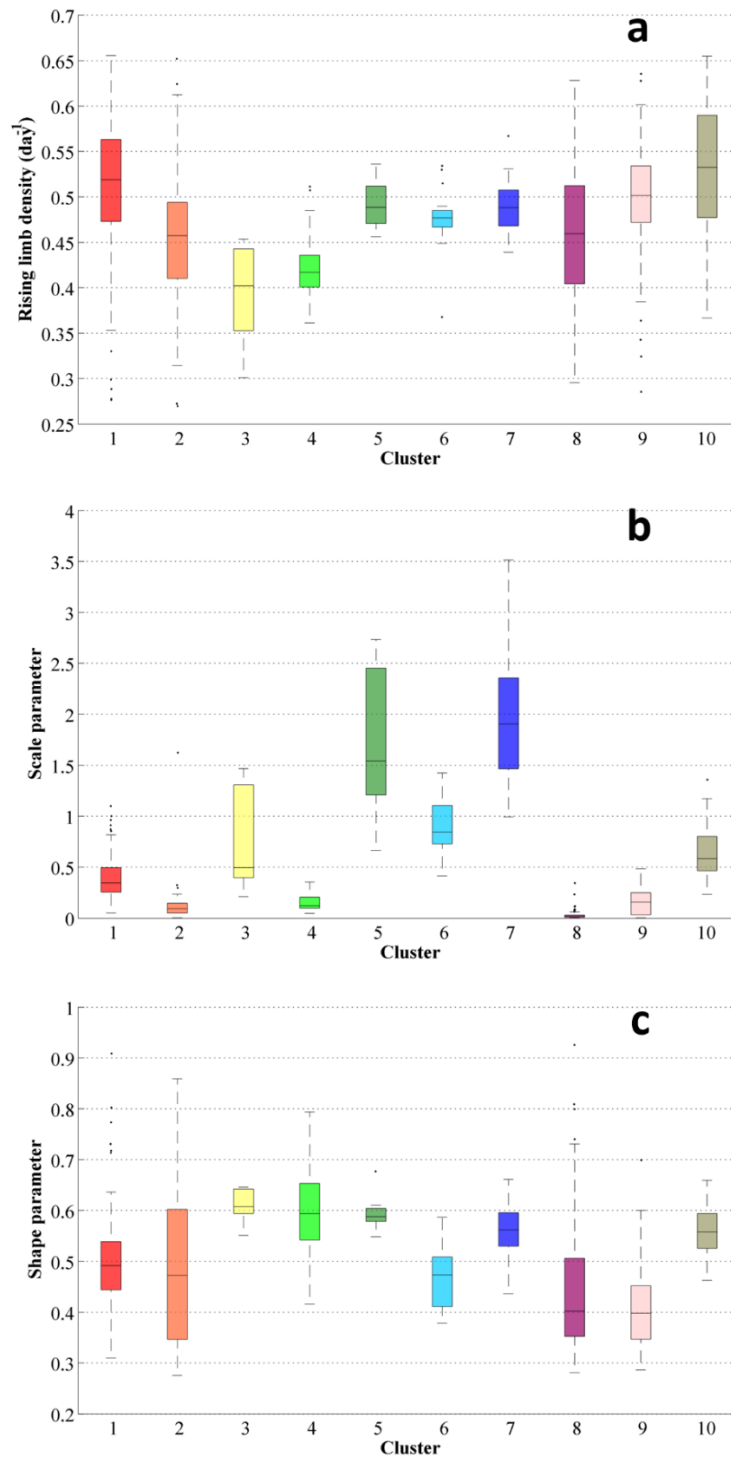 a
Rising limb density (day⁻¹)
0.7
0.65
0.6
0.55
0.5
0.45
0.4
0.35
0.3
0.25
1 2 3 4 5 6 7 8 9 10
Cluster
b
Scale parameter
4
3.5
3
2.5
2
1.5
1
0.5
0
1 2 3 4 5 6 7 8 9 10
Cluster
c
Shape parameter
1
0.9
0.8
0.7
0.6
0.5
0.4
0.3
0.2
1 2 3 4 5 6 7 8 9 10
Cluster